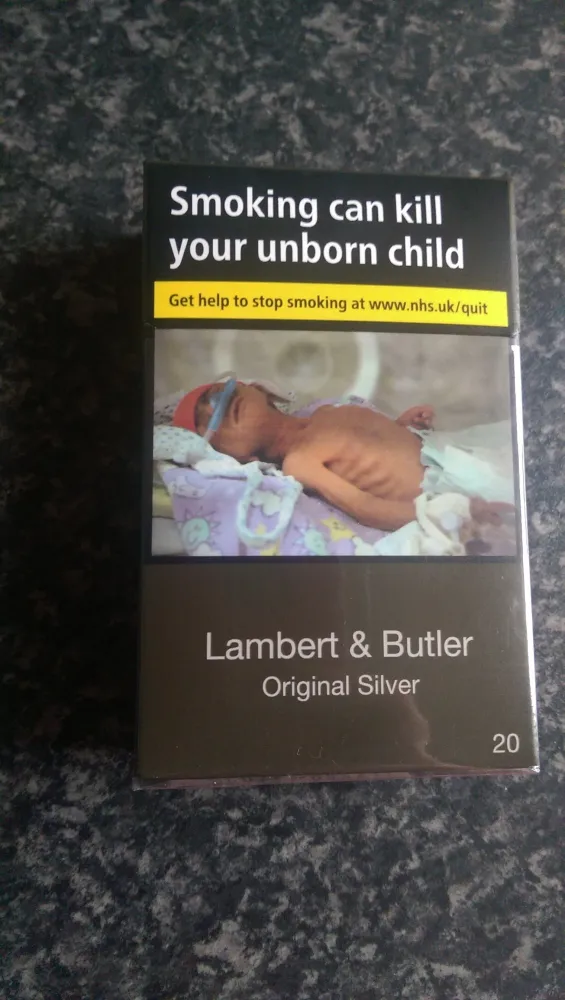 Smoking can kill
your unborn child
Get help to stop smoking at www.nhs.uk/quit
Lambert & Butler
Original Silver
20